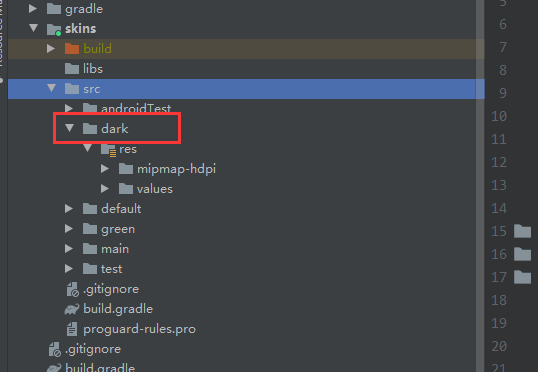 gradle
skins
build
libs
src
androidTest
dark
res
mipmap-hdpi
values
default
green
main
test
.gitignore
build.gradle
proguard-rules.pro
.gitignore
build.gradle
6
7
8
9
10
11
12
13
14
15
16
17
18
19
20
21